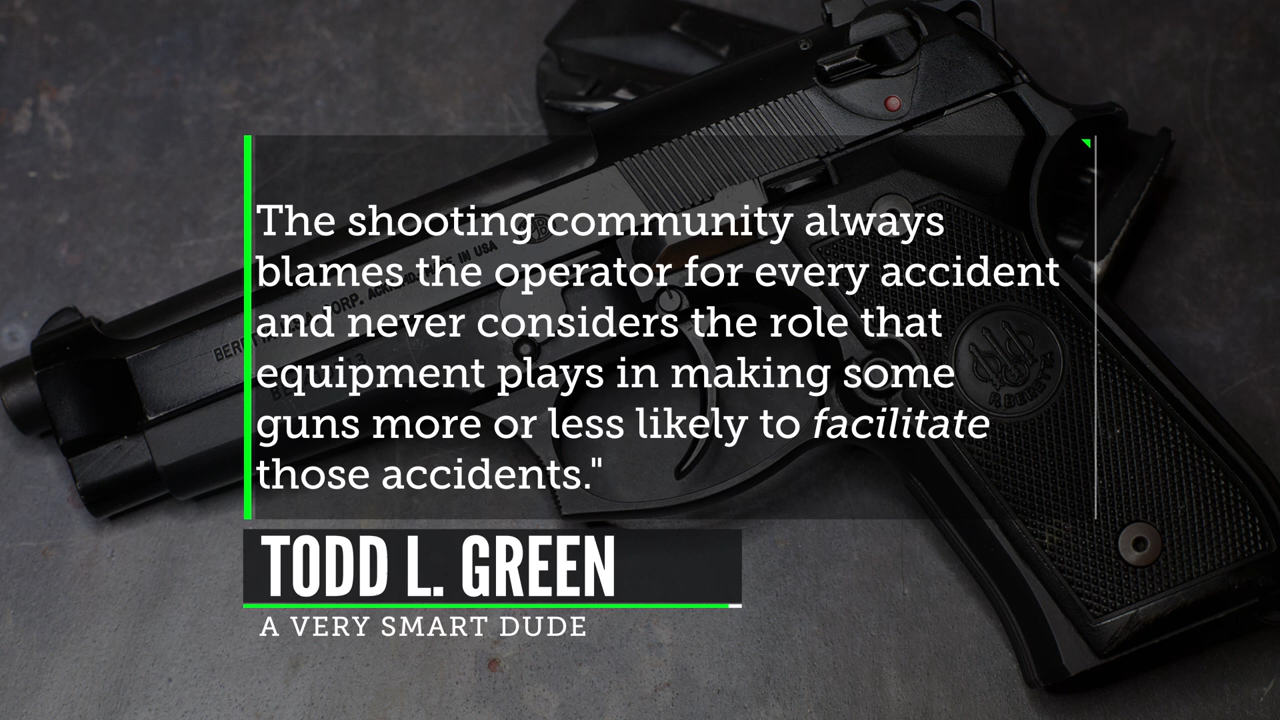 The shooting community always
blames the operator for every accident
and never considers the role that
equipment plays in making some
guns more or less likely to facilitate
those accidents."
TODD L. GREEN
A VERY SMART DUDE